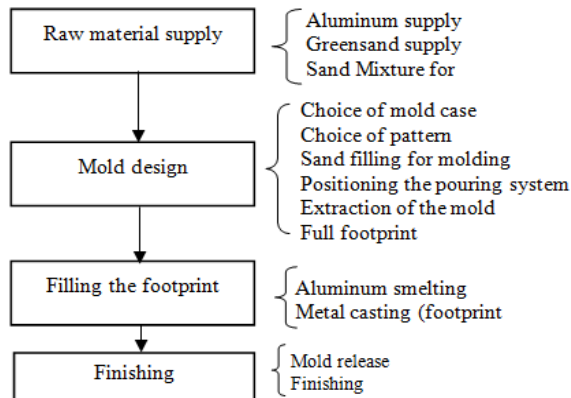 Raw material supply
Aluminum supply
Greensand supply
Sand Mixture for
Mold design
Choice of mold case
Choice of pattern
Sand filling for molding
Positioning the pouring system
Extraction of the mold
Full footprint
Filling the footprint
Aluminum smelting
Metal casting (footprint
Finishing
Mold release
Finishing